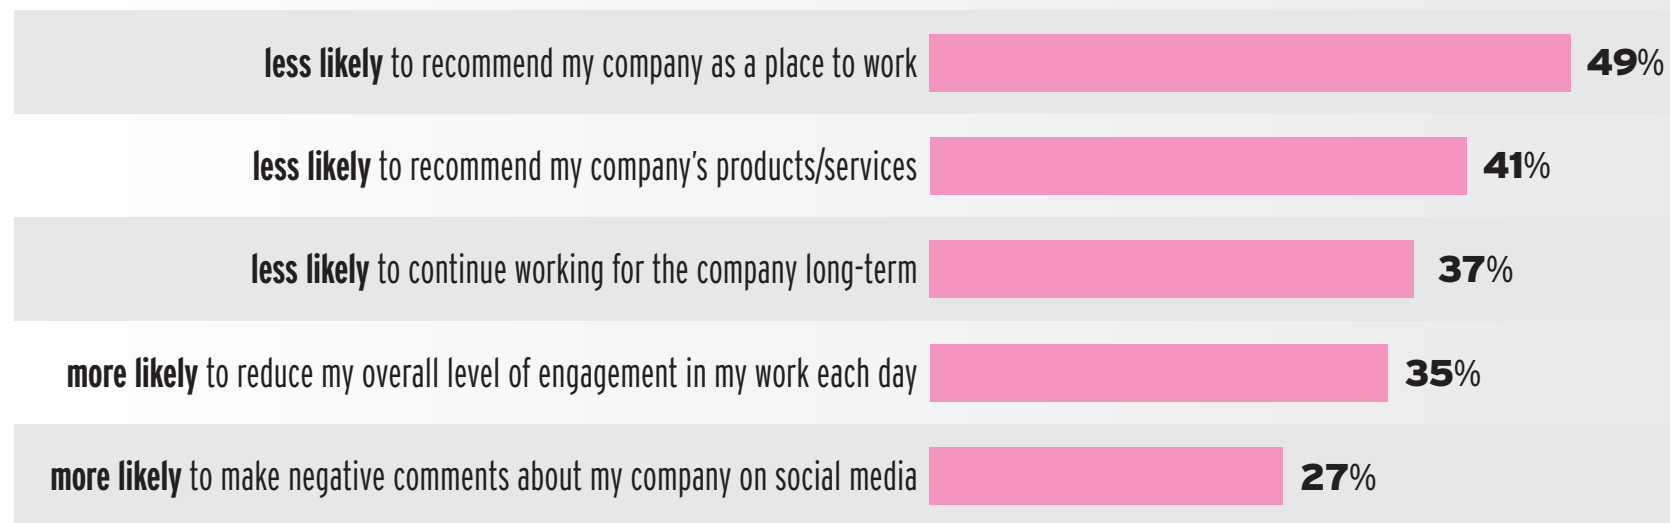 less likely to recommend my company as a place to work 49%
less likely to recommend my company’s products/services 41%
less likely to continue working for the company long-term 37%
more likely to reduce my overall level of engagement in my work each day 35%
more likely to make negative comments about my company on social media 27%